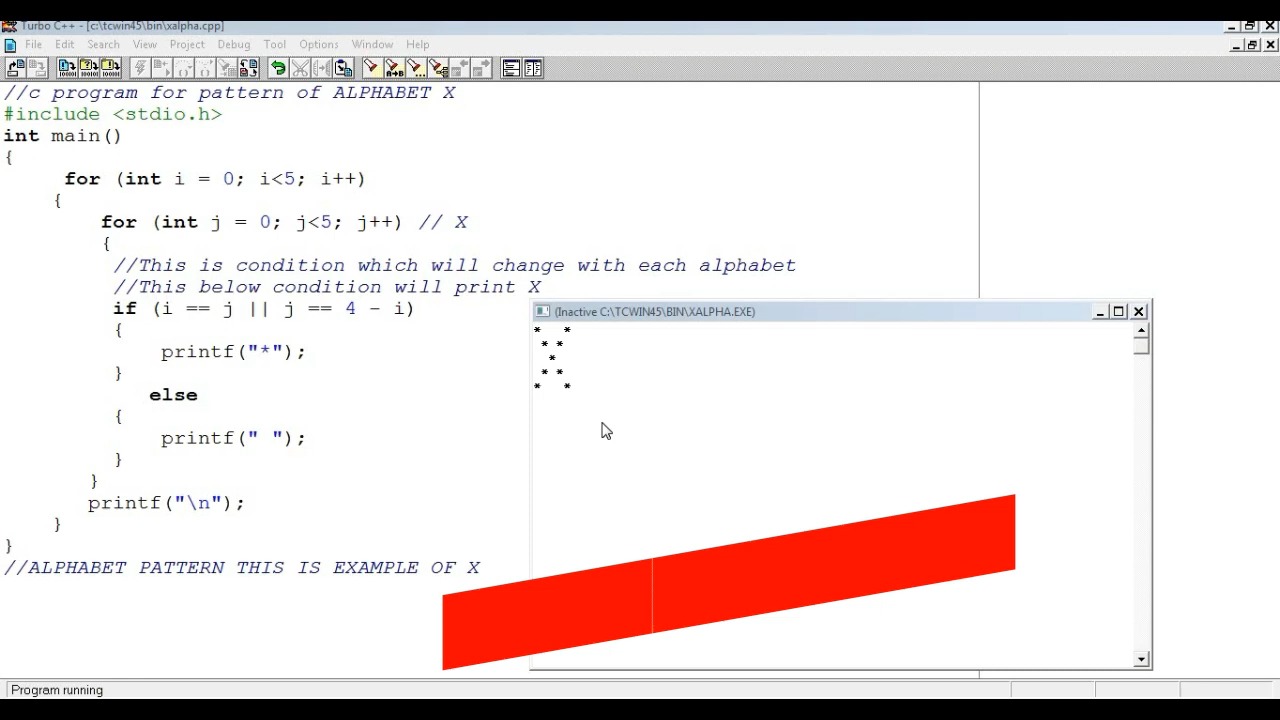 Turbo C++ - [c:\tcwin45\bin\xalpha.cpp]
File Edit Search View Project Debug Tool Options Window Help
//c program for pattern of ALPHABET X
#include <stdio.h>
int main()
{
for (int i = 0; i<5; i++)
{
for (int j = 0; j<5; j++) // X
{
//This is condition which will change with each alphabet
//This below condition will print X
if (i == j || j == 4 - i)
{
printf("*");
}
else
{
printf(" ");
}
}
printf("\n");
}
}
//ALPHABET PATTERN THIS IS EXAMPLE OF X
(Inactive C:\TCWIN45\BIN\XALPHA.EXE)
*   *
 * *
  *
 * *
*   *
Program running